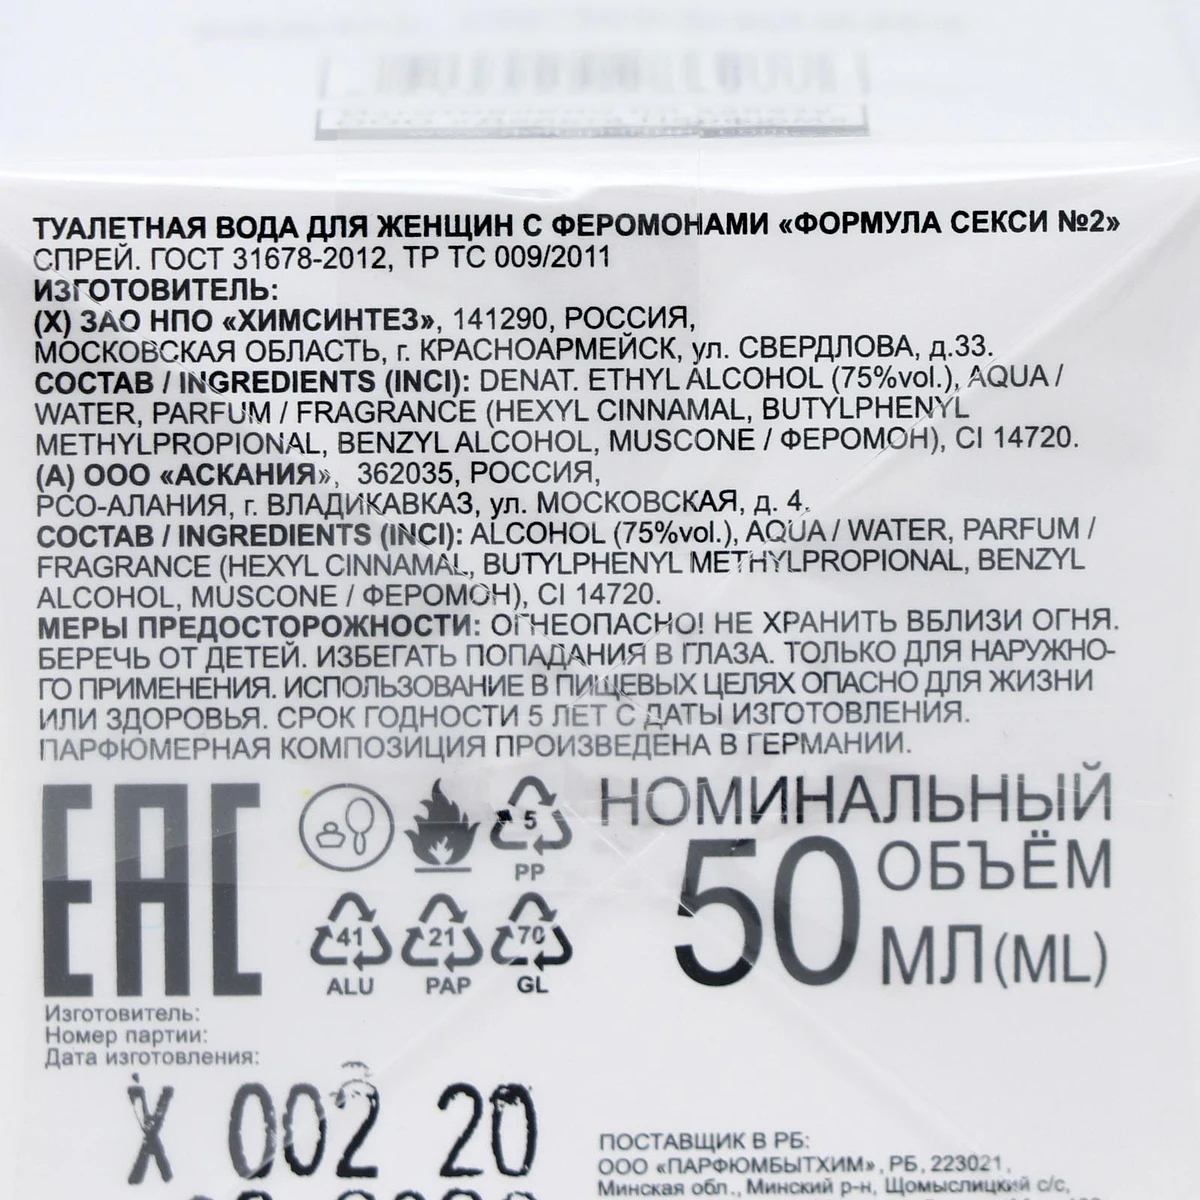 ТУАЛЕТНАЯ ВОДА ДЛЯ ЖЕНЩИН С ФЕРОМОНАМИ «ФОРМУЛА СЕКСИ №2»
СПРЕЙ. ГОСТ 31678-2012, ТР ТС 009/2011
ИЗГОТОВИТЕЛЬ:
(Х) ЗАО НПО «ХИМСИНТЕЗ», 141290, РОССИЯ,
МОСКОВСКАЯ ОБЛАСТЬ, г. КРАСНОАРМЕЙСК, ул. СВЕРДЛОВА, д.33.
СОСТАВ / INGREDIENTS (INCI): DENAT. ETHYL ALCOHOL (75%vol.), AQUA /
WATER, PARFUM / FRAGRANCE (HEXYL CINNAMAL, BUTYLPHENYL
METHYLPROPIONAL, BENZYL ALCOHOL, MUSCONE / ФЕРОМОН), CI 14720.
(А) ООО «АСКАНИЯ», 362035, РОССИЯ,
РСО-АЛАНИЯ, г. ВЛАДИКАВКАЗ, ул. МОСКОВСКАЯ, д. 4.
СОСТАВ / INGREDIENTS (INCI): ALCOHOL (75%vol.), AQUA / WATER, PARFUM /
FRAGRANCE (HEXYL CINNAMAL, BUTYLPHENYL METHYLPROPIONAL, BENZYL
ALCOHOL, MUSCONE / ФЕРОМОН), CI 14720.
МЕРЫ ПРЕДОСТОРОЖНОСТИ: ОГНЕОПАСНО! НЕ ХРАНИТЬ ВБЛИЗИ ОГНЯ.
БЕРЕЧЬ ОТ ДЕТЕЙ. ИЗБЕГАТЬ ПОПАДАНИЯ В ГЛАЗА. ТОЛЬКО ДЛЯ НАРУЖНО-
ГО ПРИМЕНЕНИЯ. ИСПОЛЬЗОВАНИЕ В ПИЩЕВЫХ ЦЕЛЯХ ОПАСНО ДЛЯ ЖИЗНИ
ИЛИ ЗДОРОВЬЯ. СРОК ГОДНОСТИ 5 ЛЕТ С ДАТЫ ИЗГОТОВЛЕНИЯ.
ПАРФЮМЕРНАЯ КОМПОЗИЦИЯ ПРОИЗВЕДЕНА В ГЕРМАНИИ.
ЕАС
5
PP
41
ALU
21
PAP
70
GL
НОМИНАЛЬНЫЙ
ОБЪЁМ
50 МЛ(ML)
Изготовитель:
Номер партии:
Дата изготовления:
X 002 20
ПОСТАВЩИК В РБ:
ООО «ПАРФЮМБЫТХИМ», РБ, 223021,
Минская обл., Минский р-н, Щомыслицкий с/с,